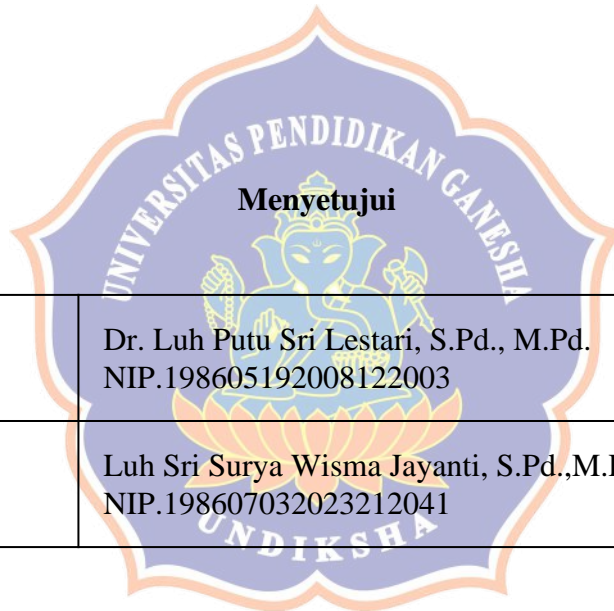 UNIVERSITAS PENDIDIKAN GANESHA
Menyetujui
Dr. Luh Putu Sri Lestari, S.Pd., M.Pd.
NIP.198605192008122003
Luh Sri Surya Wisma Jayanti, S.Pd.,M.
NIP.198607032023212041
UNDIKSHA